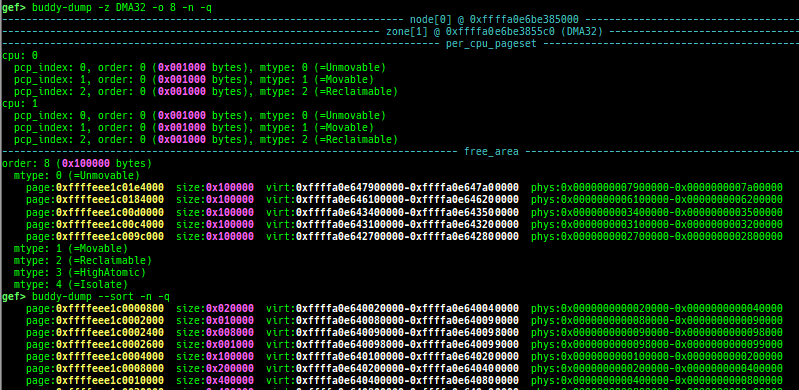 gef> buddy-dump -z DMA32 -o 8 -n -q
node[0] @ 0xffffa0e6be385000
zone[1] @ 0xffffa0e6be3855c0 (DMA32)
per_cpu_pageset
cpu: 0
pcp_index: 0, order: 0 (0x001000 bytes), mtype: 0 (=Unmovable)
pcp_index: 1, order: 0 (0x001000 bytes), mtype: 1 (=Movable)
pcp_index: 2, order: 0 (0x001000 bytes), mtype: 2 (=Reclaimable)
cpu: 1
pcp_index: 0, order: 0 (0x001000 bytes), mtype: 0 (=Unmovable)
pcp_index: 1, order: 0 (0x001000 bytes), mtype: 1 (=Movable)
pcp_index: 2, order: 0 (0x001000 bytes), mtype: 2 (=Reclaimable)
free_area
order: 8 (0x100000 bytes)
mtype: 0 (=Unmovable)
page:0xffffeee1c01e4000 size:0x100000 virt:0xffffa0e647900000-0xffffa0e647a00000 phys:0x0000000007900000-0x0000000007a00000
page:0xffffeee1c0184000 size:0x100000 virt:0xffffa0e646100000-0xffffa0e646200000 phys:0x0000000006100000-0x0000000006200000
page:0xffffeee1c00d0000 size:0x100000 virt:0xffffa0e643400000-0xffffa0e643500000 phys:0x0000000003400000-0x0000000003500000
page:0xffffeee1c00c4000 size:0x100000 virt:0xffffa0e643100000-0xffffa0e643200000 phys:0x0000000003100000-0x0000000003200000
page:0xffffeee1c009c000 size:0x100000 virt:0xffffa0e642700000-0xffffa0e642800000 phys:0x0000000002700000-0x0000000002800000
mtype: 1 (=Movable)
mtype: 2 (=Reclaimable)
mtype: 3 (=HighAtomic)
mtype: 4 (=Isolate)
gef> buddy-dump --sort -n -q
page:0xffffeee1c0000800 size:0x020000 virt:0xffffa0e640020000-0xffffa0e640040000 phys:0x0000000000020000-0x0000000000040000
page:0xffffeee1c0002000 size:0x010000 virt:0xffffa0e640080000-0xffffa0e640090000 phys:0x0000000000080000-0x0000000000090000
page:0xffffeee1c0002400 size:0x008000 virt:0xffffa0e640090000-0xffffa0e640098000 phys:0x0000000000090000-0x0000000000098000
page:0xffffeee1c0002600 size:0x001000 virt:0xffffa0e640098000-0xffffa0e640099000 phys:0x0000000000098000-0x0000000000099000
page:0xffffeee1c0004000 size:0x100000 virt:0xffffa0e640100000-0xffffa0e640200000 phys:0x0000000000100000-0x0000000000200000
page:0xffffeee1c0008000 size:0x200000 virt:0xffffa0e640200000-0xffffa0e640400000 phys:0x0000000000200000-0x0000000000400000
page:0xffffeee1c0010000 size:0x400000 virt:0xffffa0e640400000-0xffffa0e640800000 phys:0x0000000000400000-0x0000000000800000